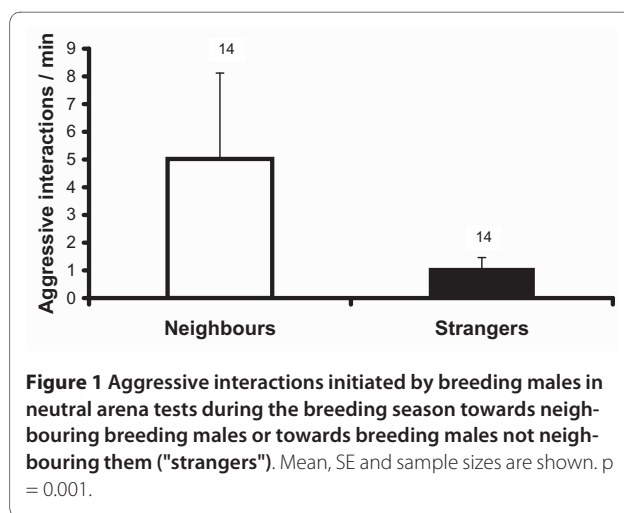 Aggressive interactions / min
9
8
7
6
5
4
3
2
1
0
14
14
Neighbours
Strangers
Figure 1 Aggressive interactions initiated by breeding males in
neutral arena tests during the breeding season towards neigh-
bouring breeding males or towards breeding males not neigh-
bouring them ("strangers"). Mean, SE and sample sizes are shown. p
= 0.001.